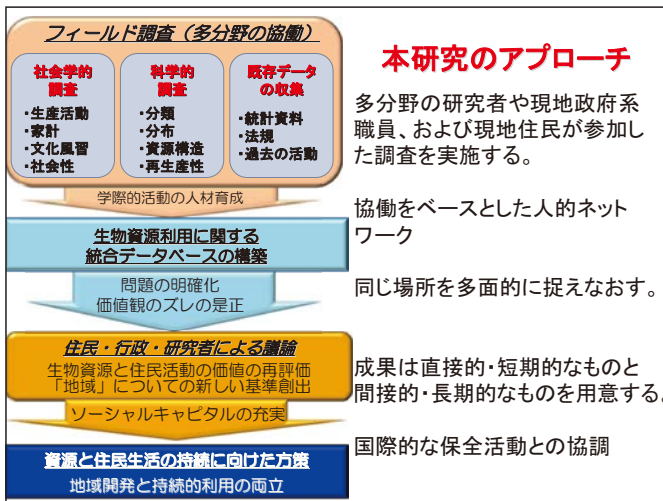 フィールド調査（多分野の協働）
社会学的
調査
・生産活動
・家計
・文化風習
・社会性
科学的
調査
・分類
・分布
・資源構造
・再生産性
既存データ
の収集
・統計資料
・法規
・過去の活動
学際的活動の人材育成
生物資源利用に関する
統合データベースの構築
問題の明確化
価値観のズレの是正
住民・行政・研究者による議論
生物資源と住民活動の価値の再評価
「地域」についての新しい基準創出
ソーシャルキャピタルの充実
資源と住民生活の持続に向けた方策
地域開発と持続的利用の両立
本研究のアプローチ
多分野の研究者や現地政府系
職員、および現地住民が参加し
た調査を実施する。
協働をベースとした人的ネット
ワーク
同じ場所を多面的に捉えなおす。
成果は直接的・短期的なものと
間接的・長期的なものを用意する。
国際的な保全活動との協調